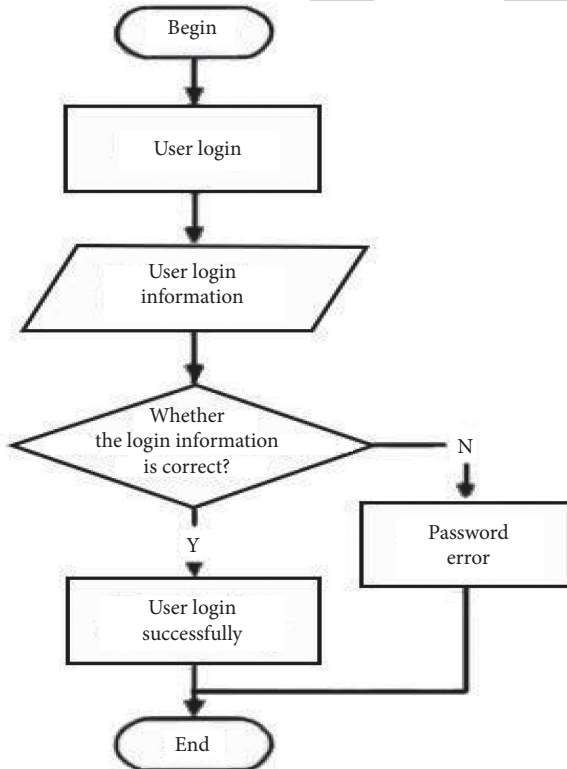 Begin
User login
User login
information
Whether
the login information
is correct?
N
Password
error
Y
User login
successfully
End